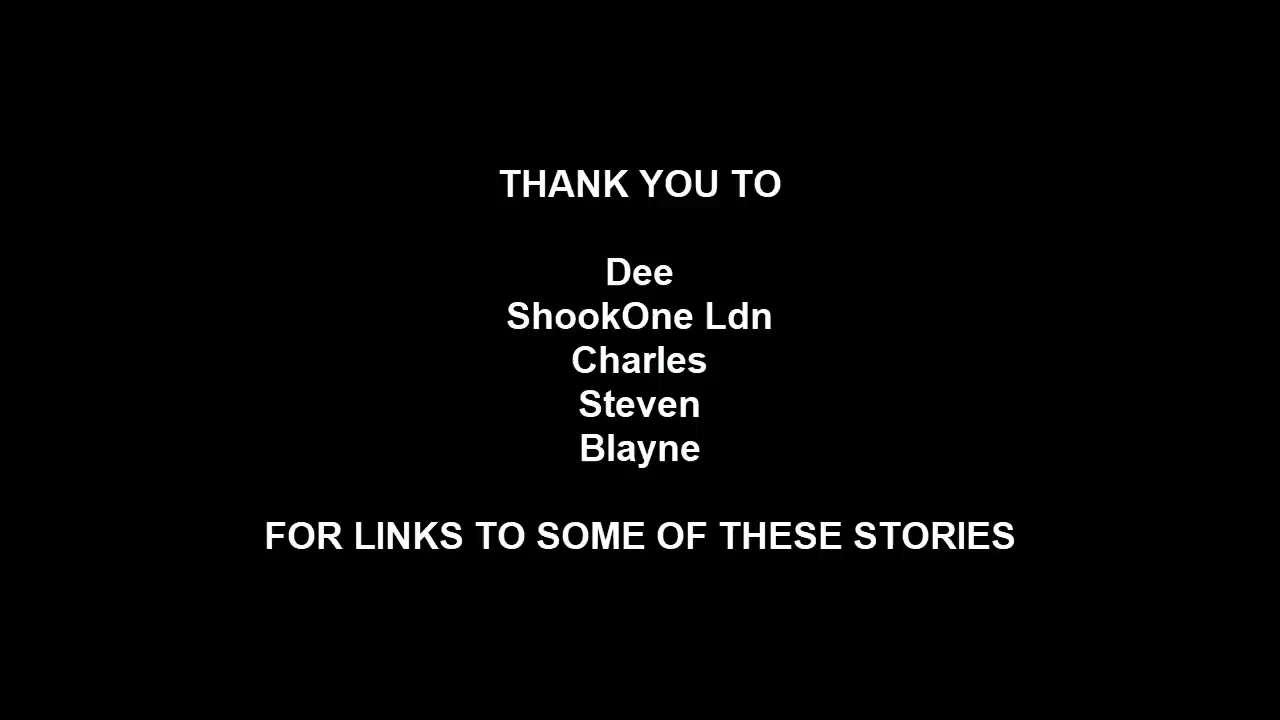 THANK YOU TO
Dee
ShookOne Ldn
Charles
Steven
Blayne
FOR LINKS TO SOME OF THESE STORIES